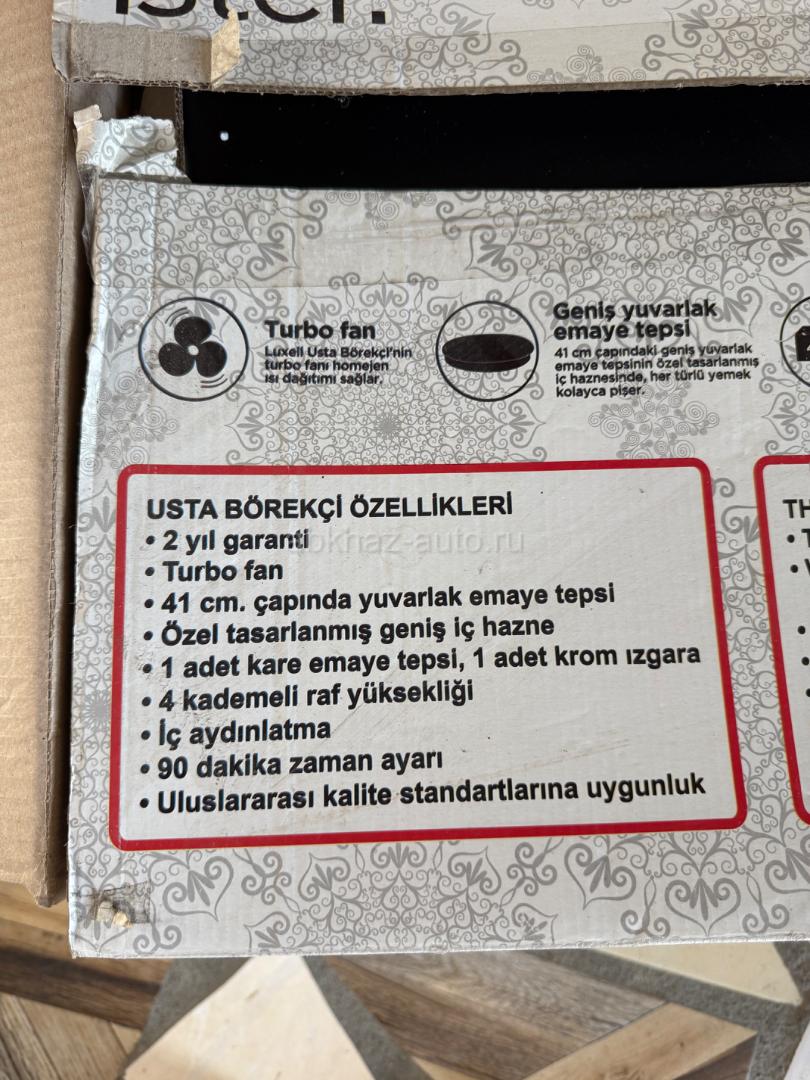 ister.
Turbo fan
Luxell Usta Börekçi'nin
turbo fanı homejen
ısı dağıtımı sağlar.
Geniş yuvarlak
emaye tepsi
41 cm çapındaki geniş yuvarlak
emaye tepsinin özel tasarlanmış
iç haznesinde, her türlü yemek
kolayca pişer.
USTA BÖREKÇİ ÖZELLİKLERİ
• 2 yıl garanti
• Turbo fan
• 41 cm. çapında yuvarlak emaye tepsi
• Özel tasarlanmış geniş iç hazne
• 1 adet kare emaye tepsi, 1 adet krom ızgara
• 4 kademeli raf yüksekliği
• İç aydınlatma
• 90 dakika zaman ayarı
• Uluslararası kalite standartlarına uygunluk
TH